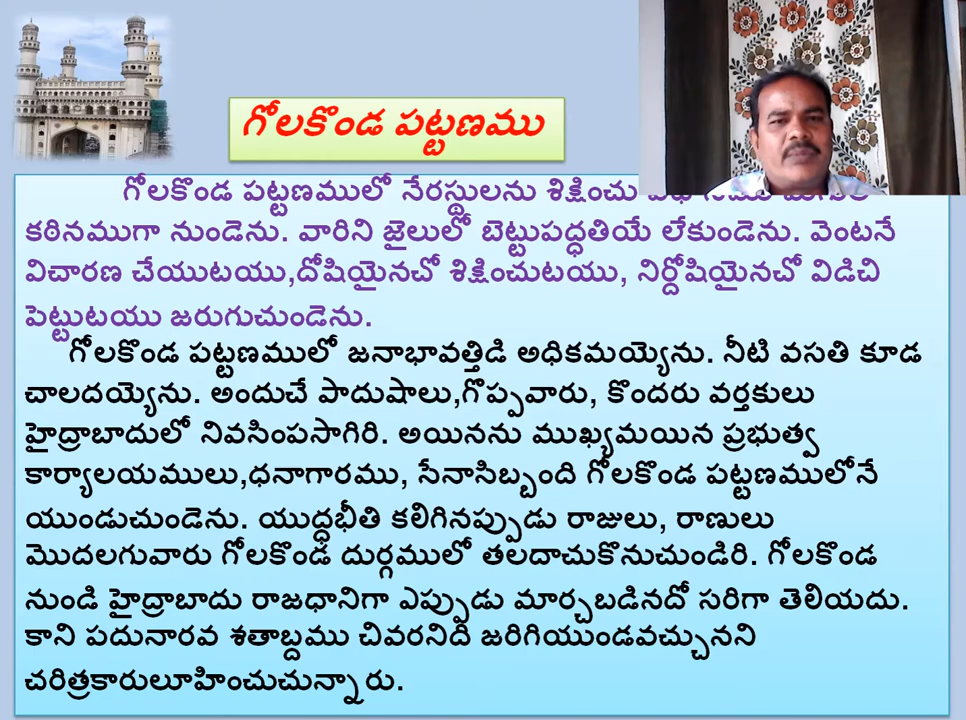 గోలకొండ పట్టణము
గోలకొండ పట్టణములో నేరస్థులను శిక్షించు
కఠినముగా నుండెను. వారిని జైలులో బెట్టుపద్ధతియే లేకుండెను. వెంటనే
విచారణ చేయుటయు,దోషియైనచో శిక్షించుటయు, నిర్దోషియైనచో విడిచి
పెట్టుటయు జరుగుచుండెను.
గోలకొండ పట్టణములో జనాభావత్తిడి అధికమయ్యెను. నీటి వసతి కూడ
చాలదయ్యెను. అందుచే పాదుషాలు,గొప్పవారు, కొందరు వర్తకులు
హైద్రాబాదులో నివసింపసాగిరి. అయినను ముఖ్యమయిన ప్రభుత్వ
కార్యాలయములు,ధనాగారము, సేనాసిబ్బంది గోలకొండ పట్టణములోనే
యుండుచుండెను. యుద్ధభీతి కలిగినప్పుడు రాజులు, రాణులు
మొదలగువారు గోలకొండ దుర్గములో తలదాచుకొనుచుండిరి. గోలకొండ
నుండి హైద్రాబాదు రాజధానిగా ఎప్పుడు మార్చబడినదో సరిగా తెలియదు.
కాని పదునారవ శతాబ్దము చివరనిది జరిగియుండవచ్చునని
చరిత్రకారులూహించుచున్నారు.